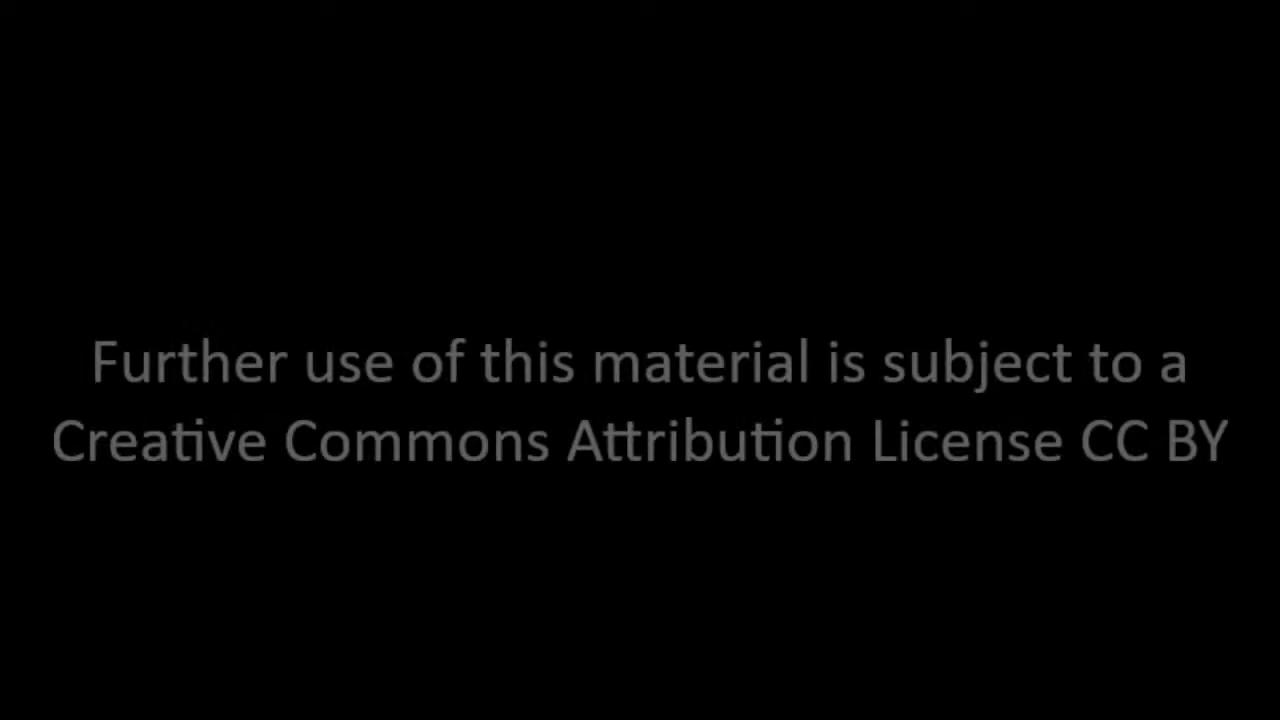 Further use of this material is subject to a
Creative Commons Attribution License CC BY